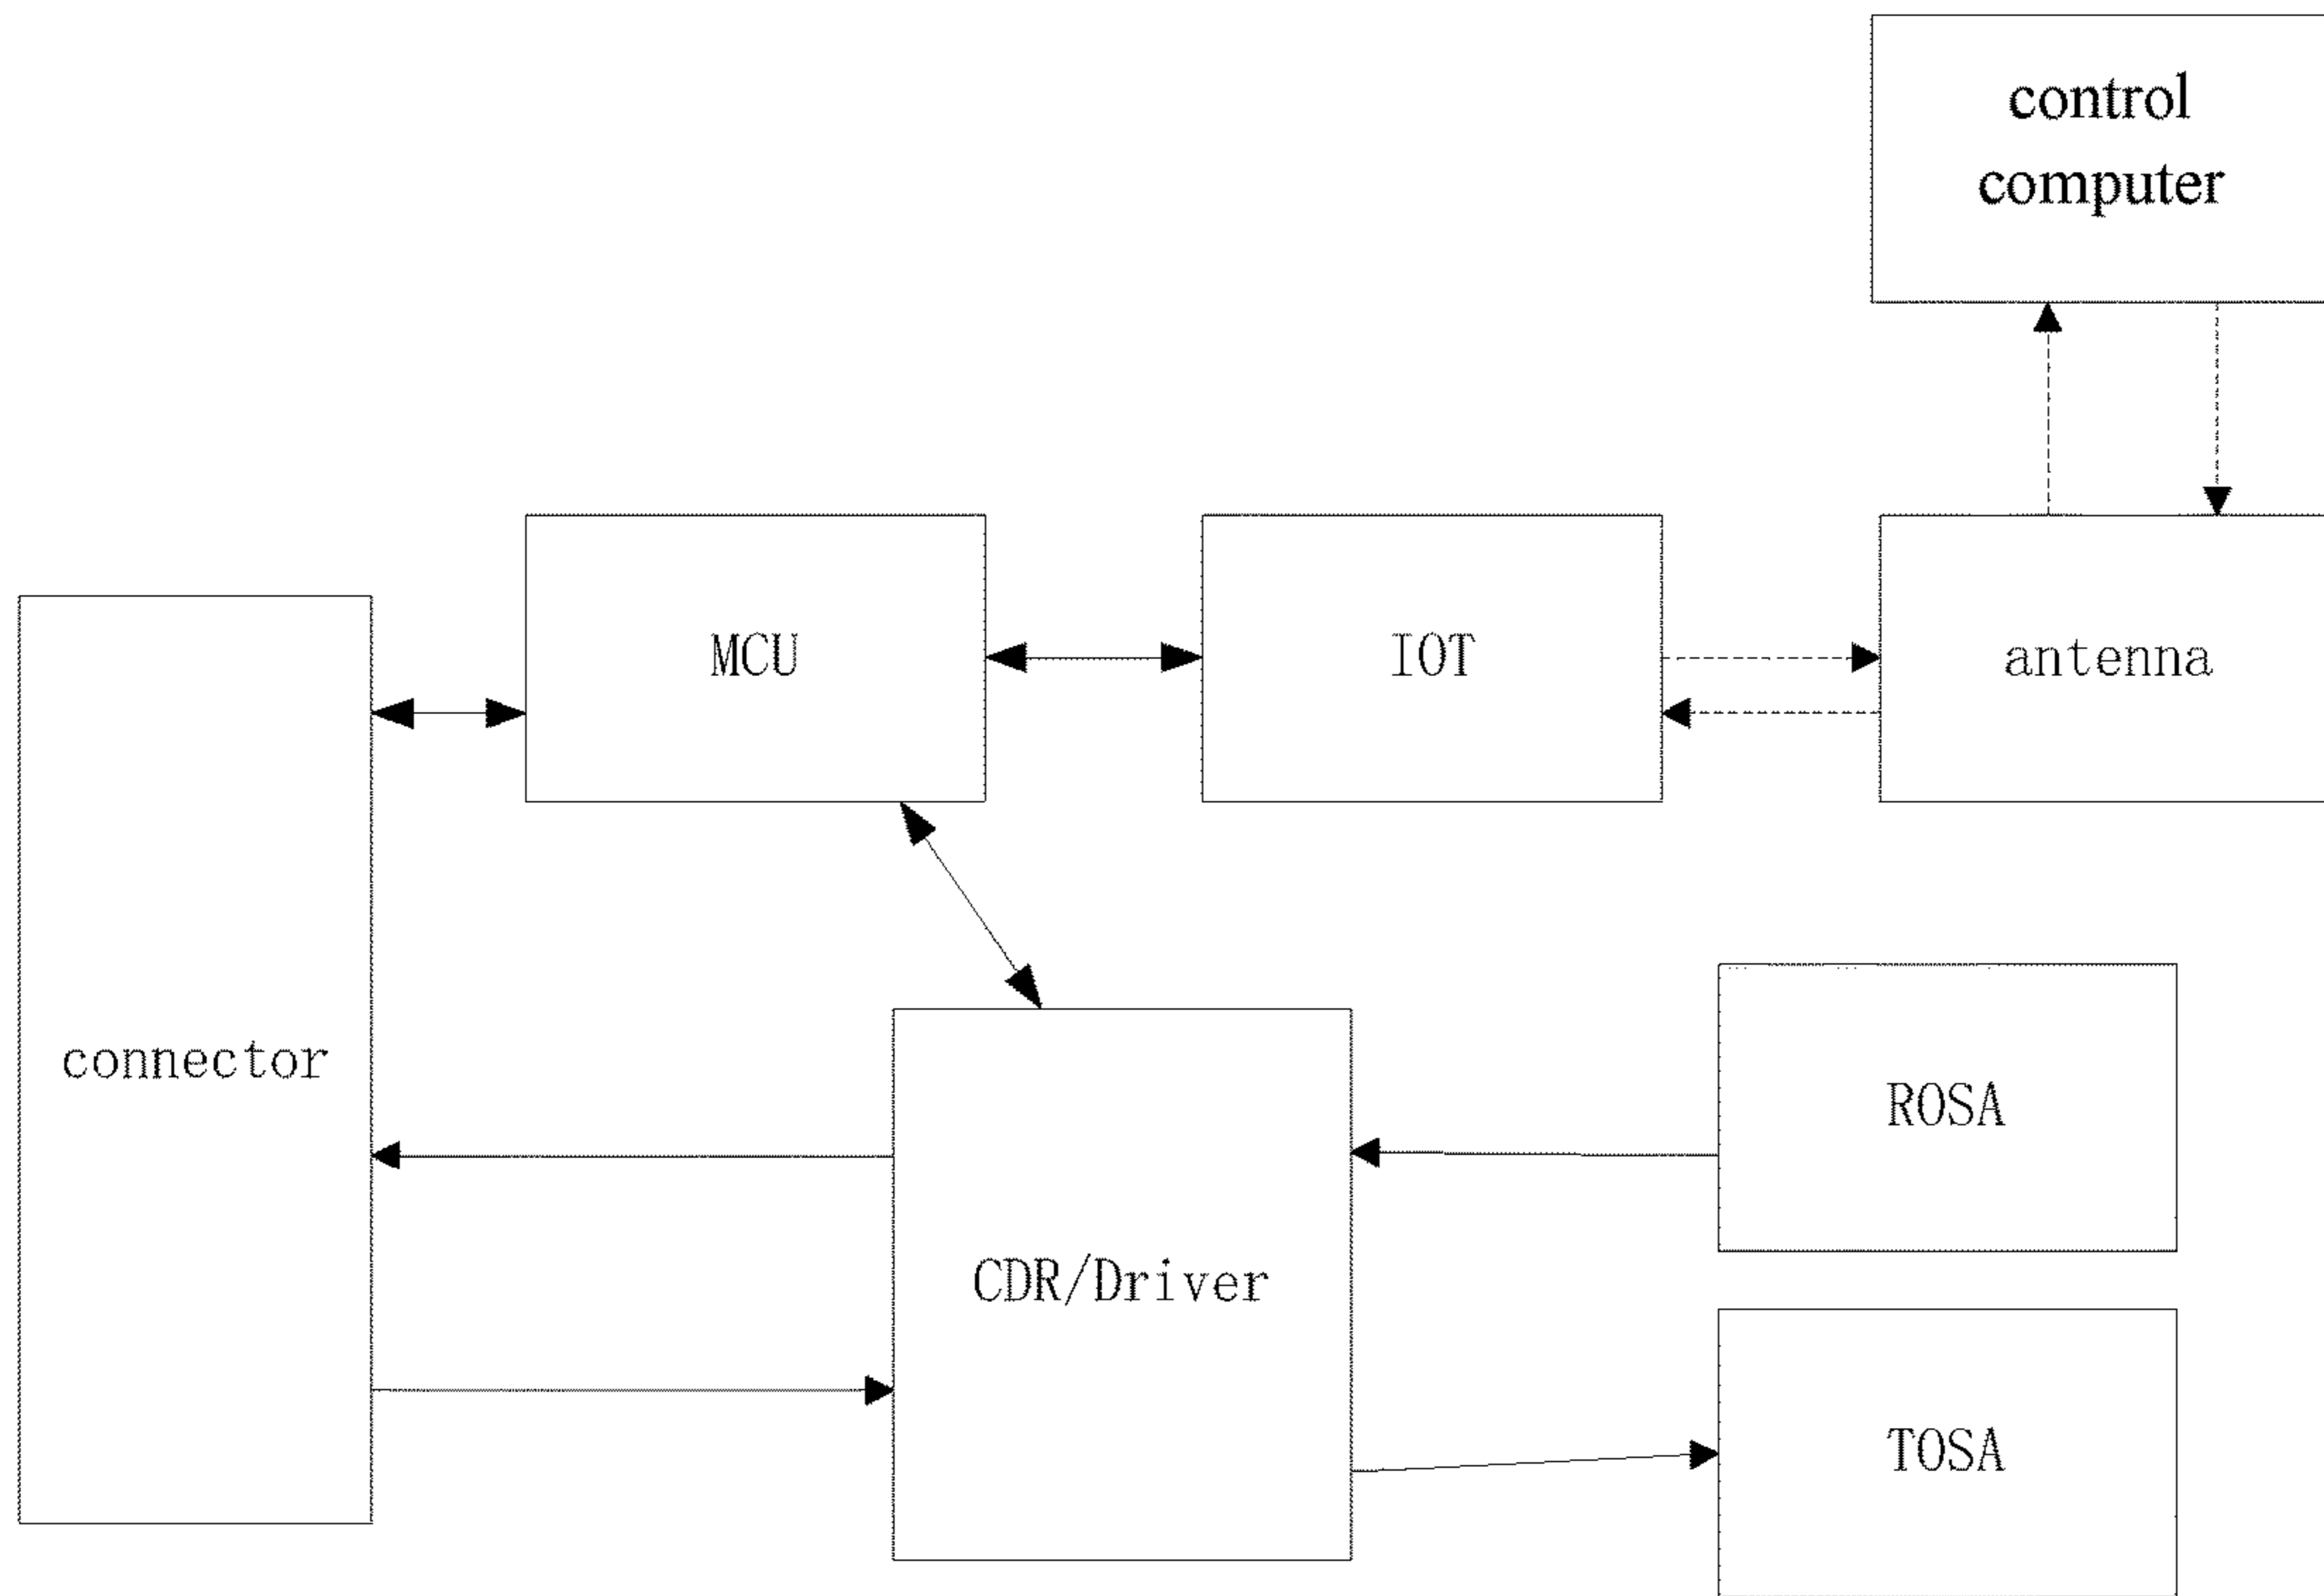 control
computer
MCU
IOT
antenna
connector
ROSA
CDR/Driver
TOSA